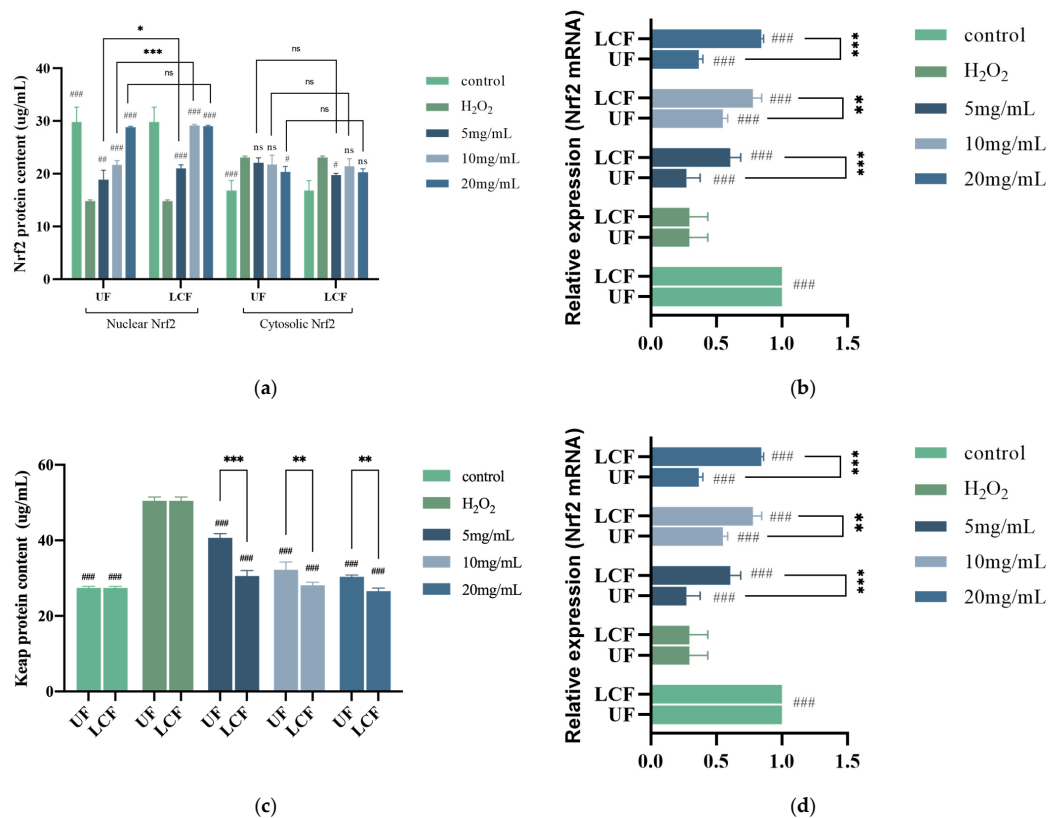 *
***
ns
ns
ns
ns
Nrf2 protein content (ug/mL)
40
30
20
10
0
###
##
###
###
###
###
###
###
ns
ns
#
#
ns
ns
UF
LCF
UF
LCF
Nuclear Nrf2
Cytosolic Nrf2
control
H₂O₂
5mg/mL
10mg/mL
20mg/mL
(a)
Relative expression (Nrf2 mRNA)
LCF
UF
LCF
UF
LCF
UF
LCF
UF
LCF
UF
###
###
***
###
###
**
###
###
***
###
0.0 0.5 1.0 1.5
control
H₂O₂
5mg/mL
10mg/mL
20mg/mL
(b)
Keap protein content (ug/mL)
60
40
20
0
***
**
**
### ###
###
###
###
###
###
###
UF LCF UF LCF UF LCF UF LCF UF LCF
control
H₂O₂
5mg/mL
10mg/mL
20mg/mL
(c)
Relative expression (Nrf2 mRNA)
LCF
UF
LCF
UF
LCF
UF
LCF
UF
LCF
UF
###
###
***
###
###
**
###
###
***
###
0.0 0.5 1.0 1.5
control
H₂O₂
5mg/mL
10mg/mL
20mg/mL
(d)